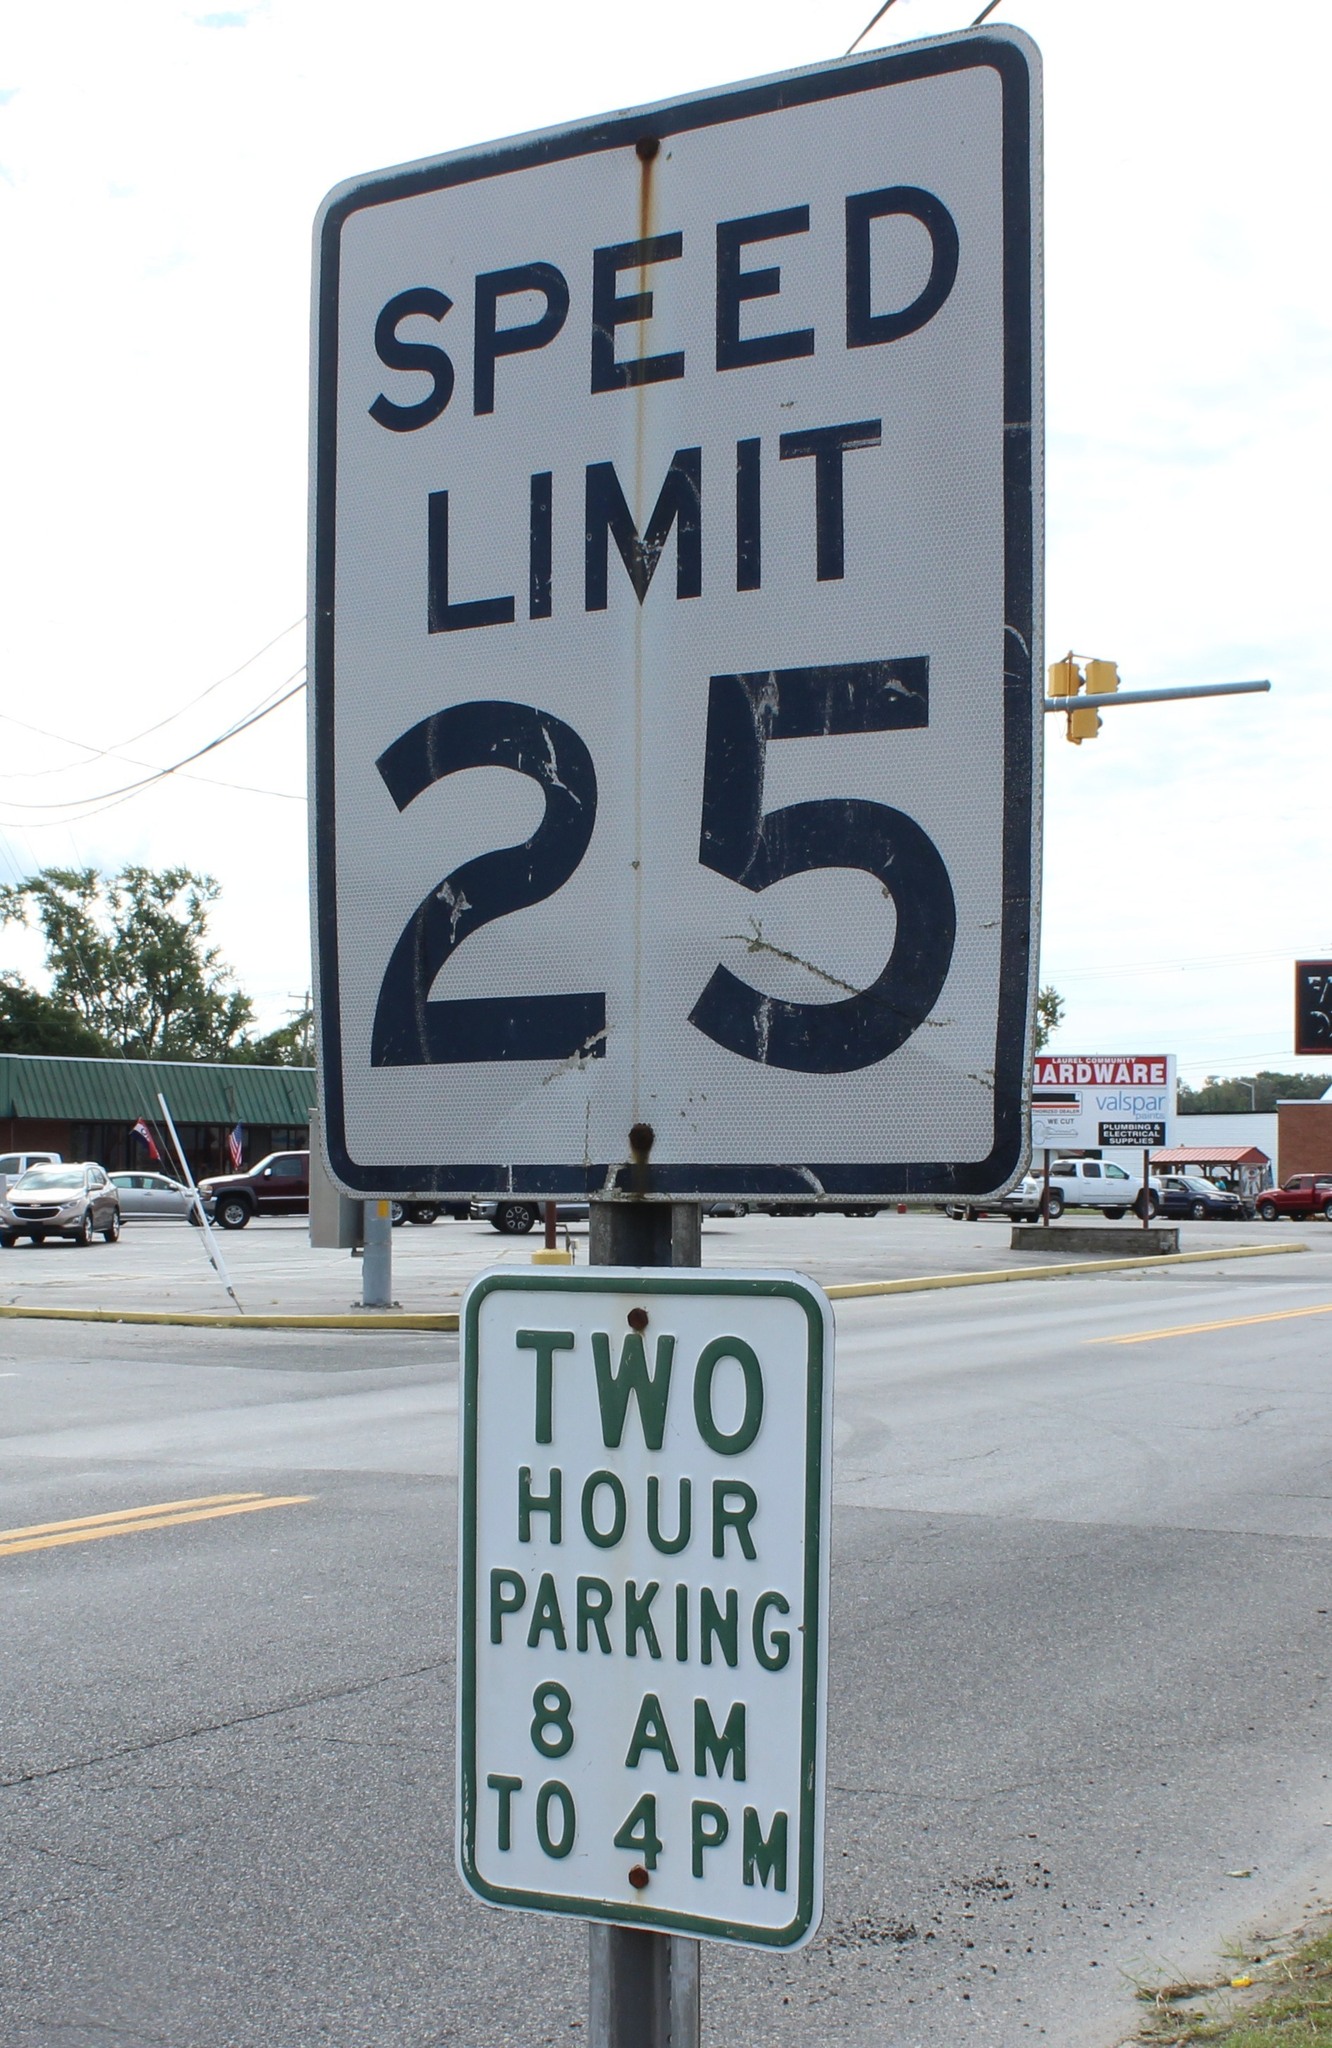 SPEED
LIMIT
25
TWO
HOUR
PARKING
8 AM
TO 4 PM
LAUREL COMMUNITY
HARDWARE
valspar
paints
WE CUT
PLUMBING &
ELECTRICAL
SUPPLIES